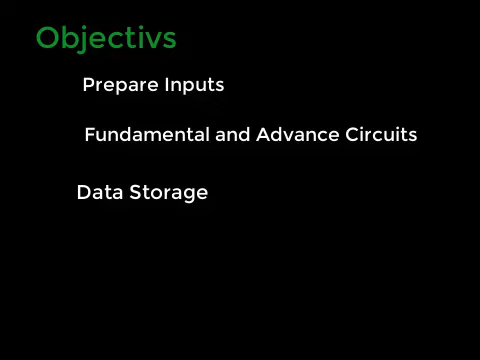 Objectivs
Prepare Inputs
Fundamental and Advance Circuits
Data Storage